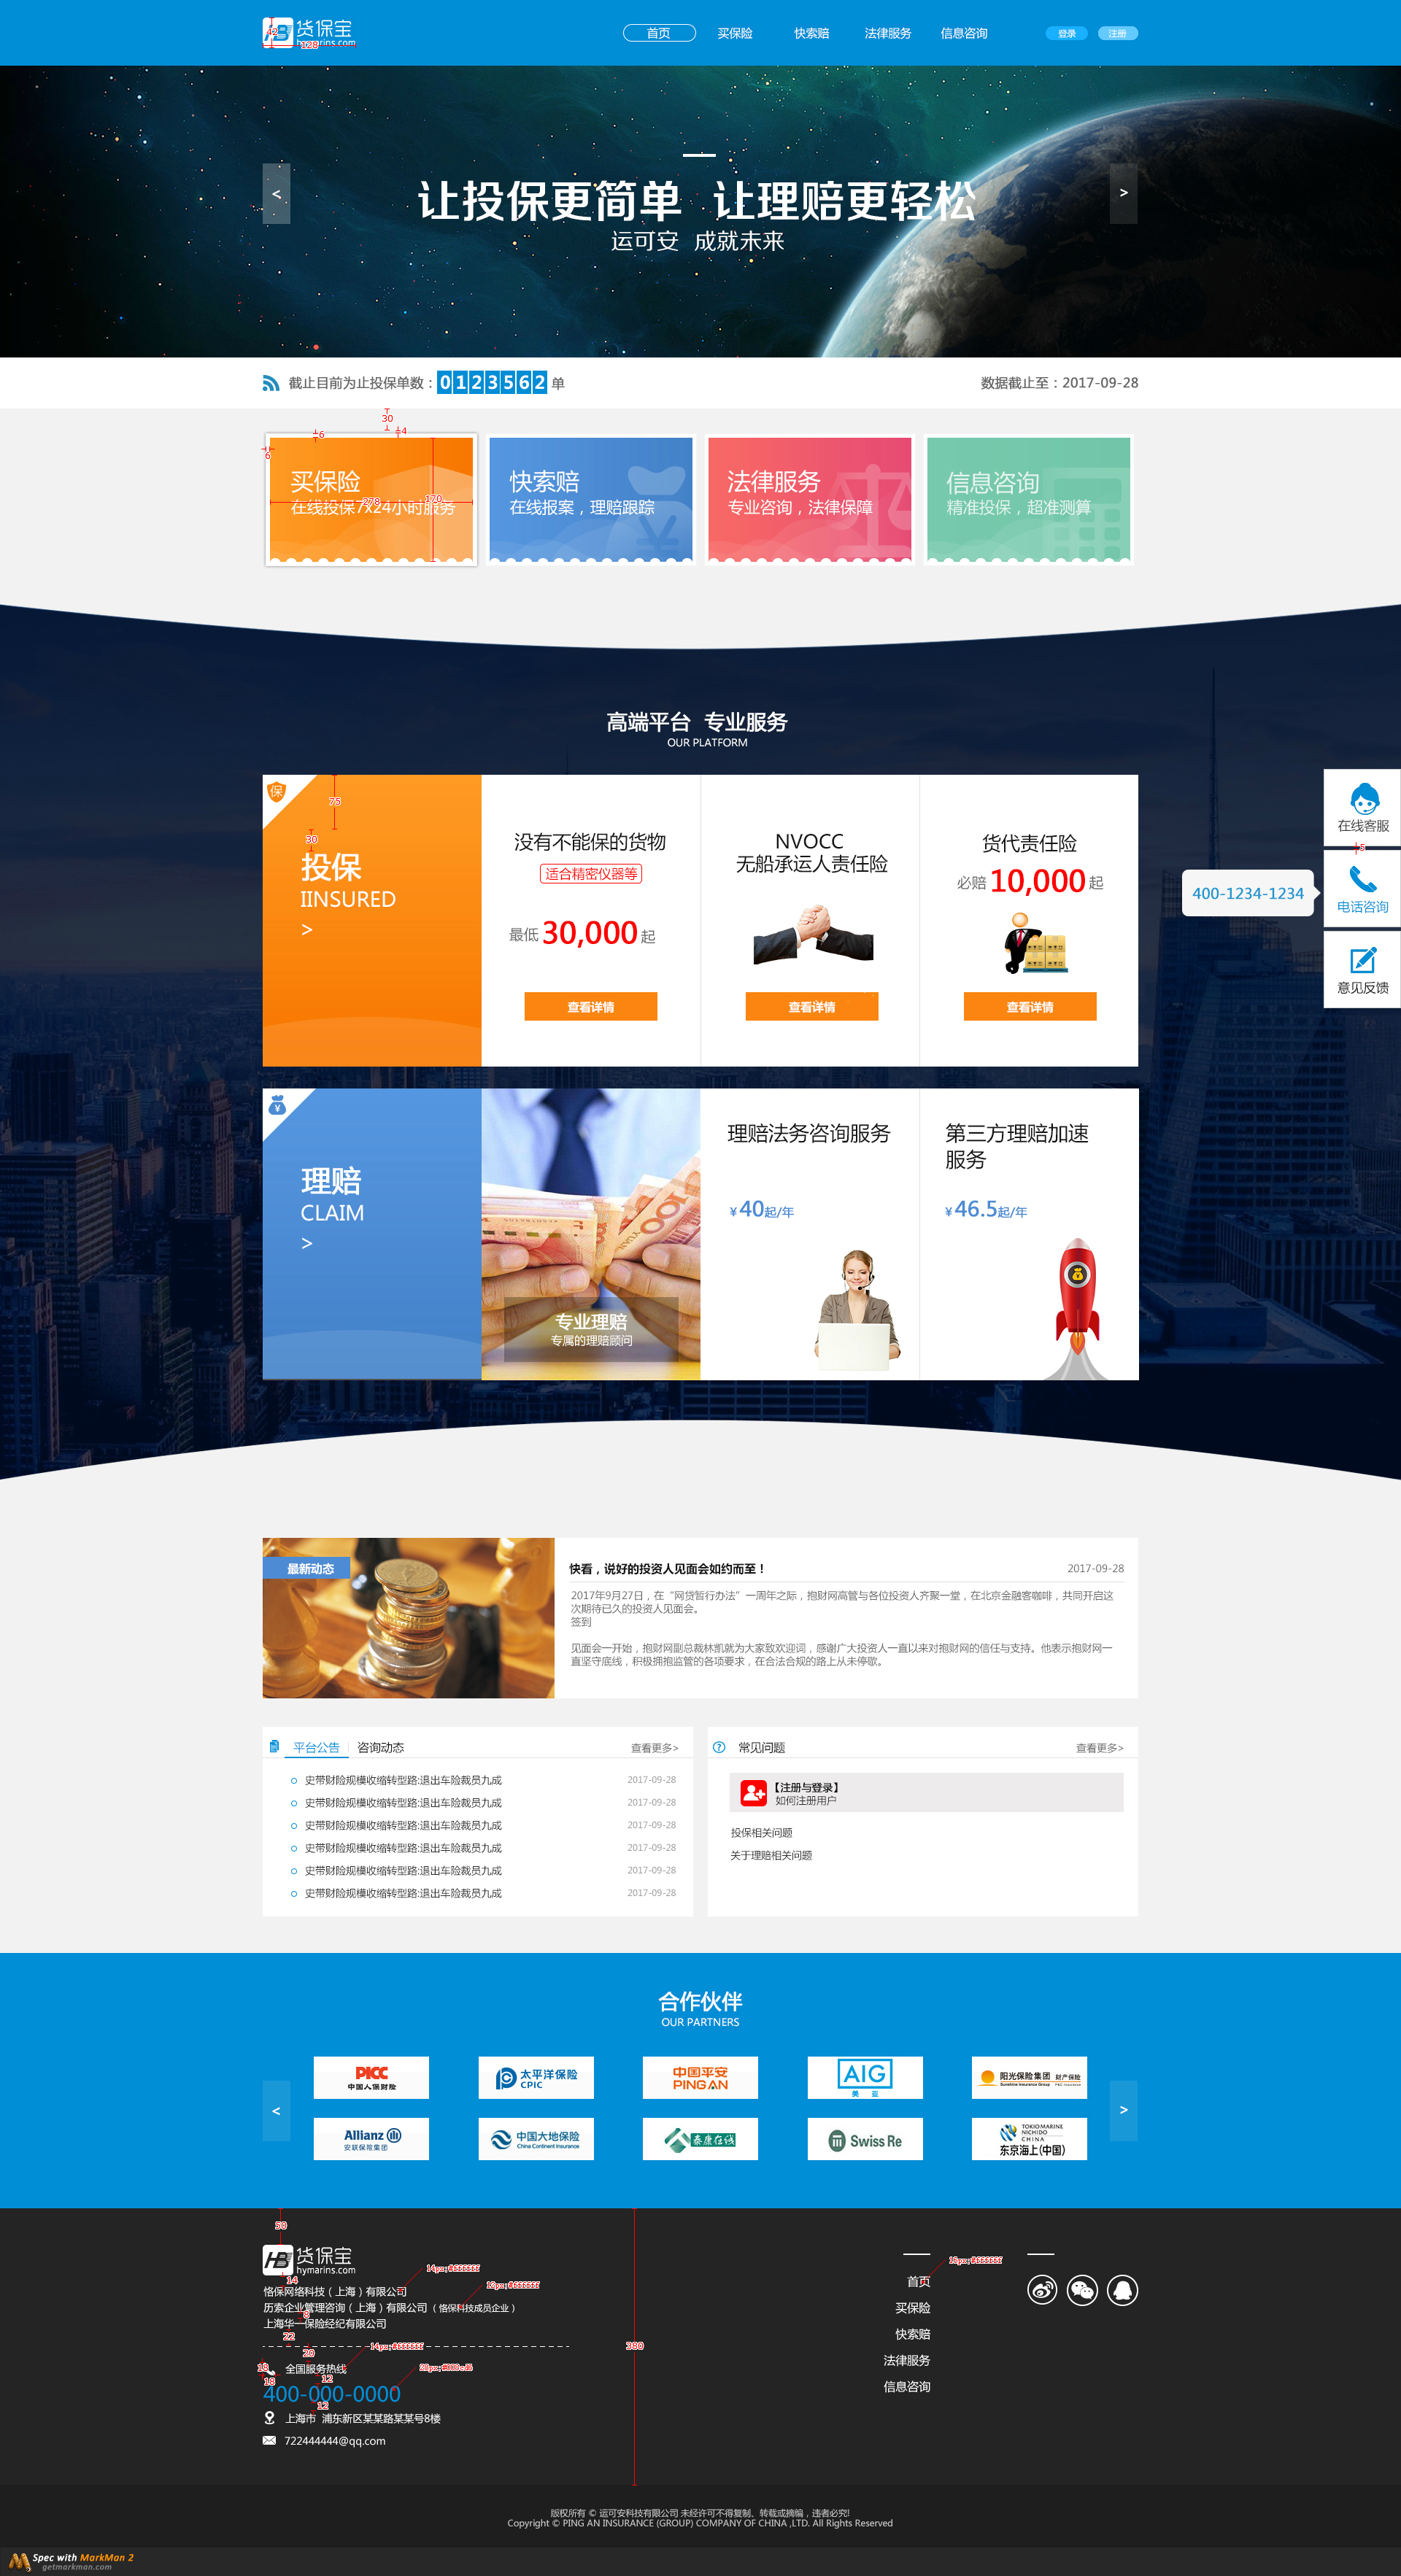 货保宝
hymarins.com
42
128
首页
买保险
快索赔
法律服务
信息咨询
登录
注册
<
让投保更简单 让理赔更轻松
>
运可安 成就未来
截止目前为止投保单数：0123562 单
数据截止至：2017-09-28
30
6
4
6
买保险
278
170
在线投保7x24小时服务
快索赔
在线报案，理赔跟踪
法律服务
专业咨询，法律保障
信息咨询
精准投保，超准测算
高端平台 专业服务
OUR PLATFORM
保
75
30
投保
IINSURED
>
没有不能保的货物
适合精密仪器等
最低 30,000 起
查看详情
NVOCC
无船承运人责任险
查看详情
货代责任险
必赔 10,000 起
查看详情
在线客服
5
400-1234-1234
电话咨询
意见反馈
理赔
CLAIM
>
专业理赔
专属的理赔顾问
理赔法务咨询服务
¥40起/年
第三方理赔加速
服务
¥46.5起/年
最新动态
快看，说好的投资人见面会如约而至！
2017-09-28
2017年9月27日，在“网贷暂行办法”一周年之际，抱财网高管与各位投资人齐聚一堂，在北京金融客咖啡，共同开启这
次期待已久的投资人见面会。
签到
见面会一开始，抱财网副总裁林凯就为大家致欢迎词，感谢广大投资人一直以来对抱财网的信任与支持。他表示抱财网一
直坚守底线，积极拥抱监管的各项要求，在合法合规的路上从未停歇。
平台公告
咨询动态
查看更多>
史带财险规模收缩转型路:退出车险裁员九成
2017-09-28
史带财险规模收缩转型路:退出车险裁员九成
2017-09-28
史带财险规模收缩转型路:退出车险裁员九成
2017-09-28
史带财险规模收缩转型路:退出车险裁员九成
2017-09-28
史带财险规模收缩转型路:退出车险裁员九成
2017-09-28
史带财险规模收缩转型路:退出车险裁员九成
2017-09-28
常见问题
查看更多>
【注册与登录】
如何注册用户
投保相关问题
关于理赔相关问题
合作伙伴
OUR PARTNERS
<
PICC
中国人保财险
太平洋保险
CPIC
中国平安
PING AN
AIG
美亚
阳光保险集团 财产保险
Sunshine Insurance Group
Allianz
安联保险集团
中国大地保险
China Continent Insurance
泰康在线
Swiss Re
TOKIO MARINE
NICHIDO
CHINA
东京海上(中国)
>
50
货保宝
hymarins.com
14
恪保网络科技（上海）有限公司
历索企业管理咨询（上海）有限公司（恪保科技成员企业）
6
上海华一保险经纪有限公司
22
20
全国服务热线
18
12
400-000-0000
12
上海市 浦东新区某某路某某号8楼
722444444@qq.com
380
首页
买保险
快索赔
法律服务
信息咨询
版权所有 © 运可安科技有限公司 未经许可不得复制、转载或摘编，违者必究!
Copyright © PING AN INSURANCE (GROUP) COMPANY OF CHINA ,LTD. All Rights Reserved
Spec with MarkMan 2
getmarkman.com